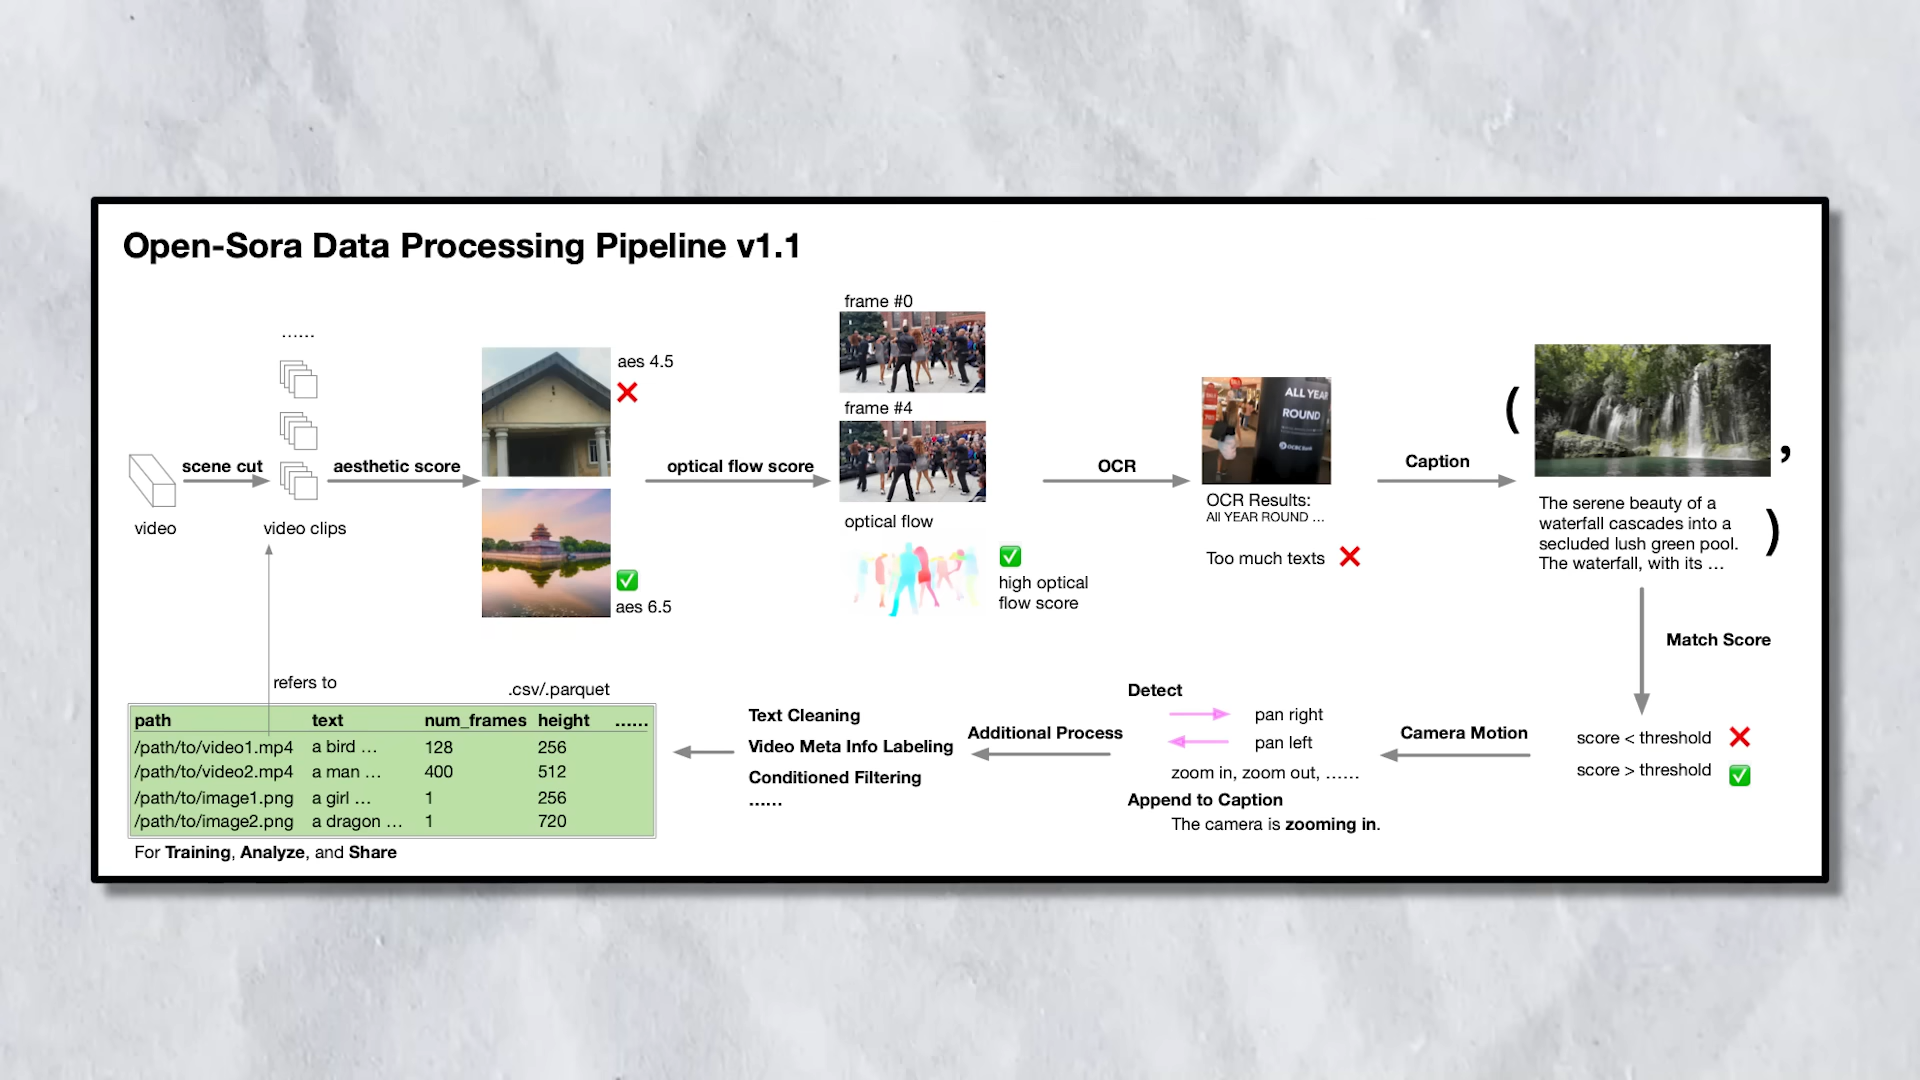 Open-Sora Data Processing Pipeline v1.1
......
video
scene cut
video clips
aesthetic score
aes 4.5
aes 6.5
optical flow score
frame #0
frame #4
optical flow
high optical
flow score
OCR
ALL YEAR
ROUND
OCR Results:
All YEAR ROUND ...
Too much texts
Caption
( ,
The serene beauty of a
waterfall cascades into a
secluded lush green pool.
The waterfall, with its ...
)
Match Score
score < threshold
score > threshold
Camera Motion
Detect
pan right
pan left
zoom in, zoom out, ......
Append to Caption
The camera is zooming in.
Additional Process
Text Cleaning
Video Meta Info Labeling
Conditioned Filtering
......
refers to
.csv/.parquet
path text num_frames height ......
/path/to/video1.mp4 a bird ... 128 256
/path/to/video2.mp4 a man ... 400 512
/path/to/image1.png a girl ... 1 256
/path/to/image2.png a dragon ... 1 720
For Training, Analyze, and Share